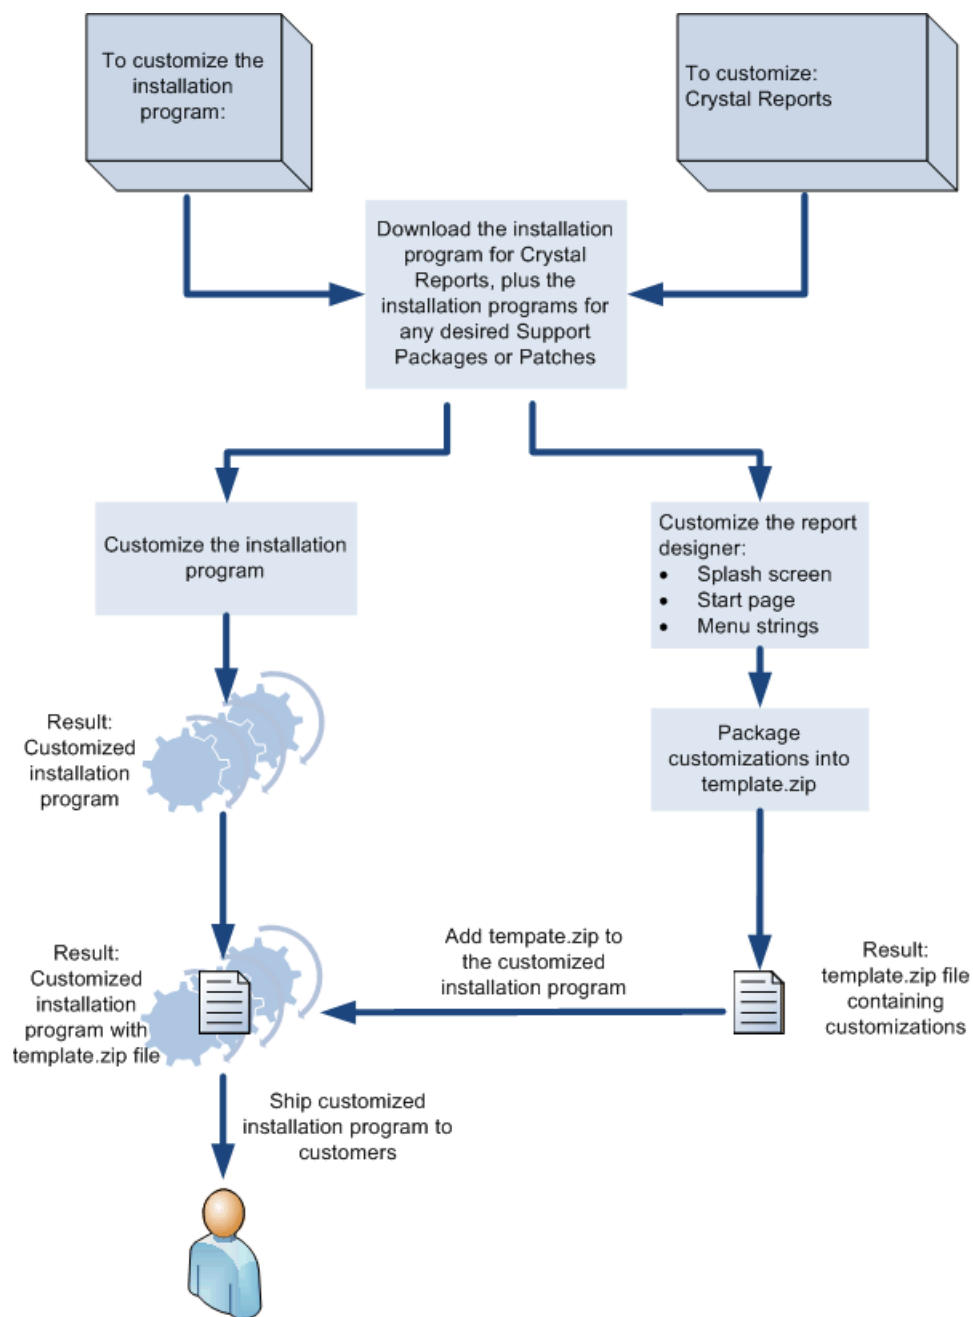 To customize the
installation
program:
To customize:
Crystal Reports
Download the installation
program for Crystal
Reports, plus the
installation programs for
any desired Support
Packages or Patches
Customize the installation
program
Customize the report
designer:
• Splash screen
• Start page
• Menu strings
Result:
Customized
installation
program
Package
customizations into
template.zip
Result:
Customized
installation
program with
template.zip file
Add tempate.zip to
the customized
installation program
Result:
template.zip file
containing
customizations
Ship customized
installation program to
customers